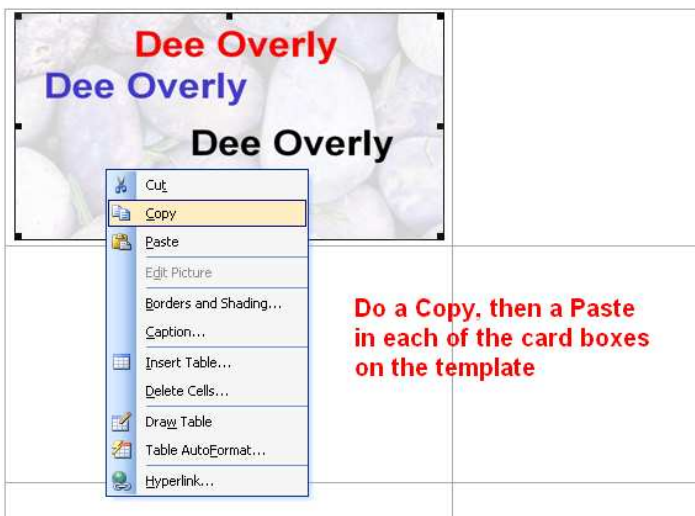 Dee Overly
Dee Overly
Dee Overly
Cut
Copy
Paste
Edit Picture
Borders and Shading...
Caption...
Insert Table...
Delete Cells...
Draw Table
Table AutoFormat...
Hyperlink...
Do a Copy, then a Paste
in each of the card boxes
on the template